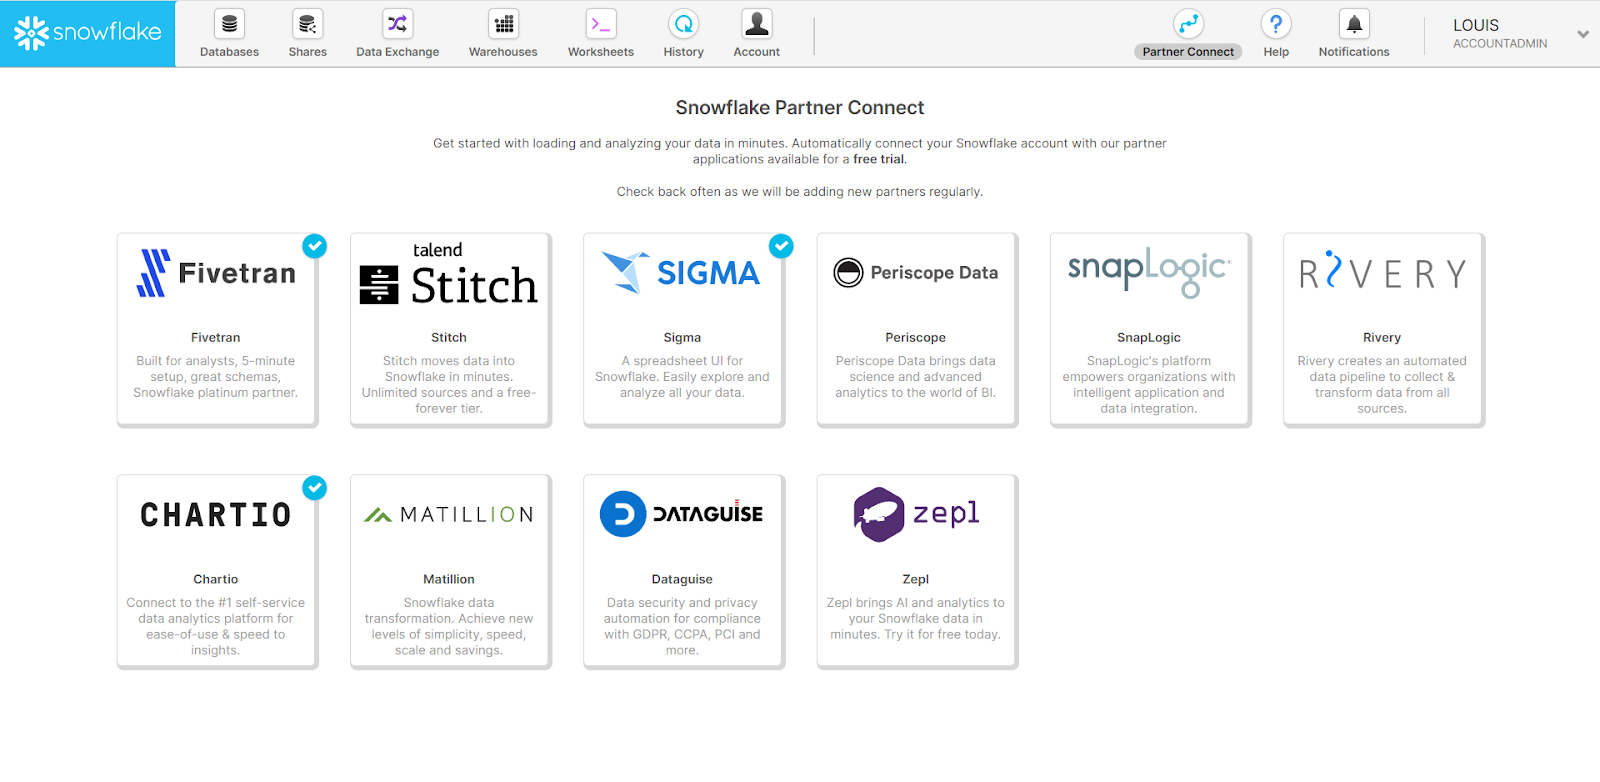 snowflake
Databases
Shares
Data Exchange
Warehouses
Worksheets
History
Account
Partner Connect
Help
Notifications
LOUIS
ACCOUNTADMIN
Snowflake Partner Connect
Get started with loading and analyzing your data in minutes. Automatically connect your Snowflake account with our partner
applications available for a free trial.
Check back often as we will be adding new partners regularly.
Fivetran
Fivetran
Built for analysts, 5-minute
setup, great schemas,
Snowflake platinum partner.
talend
Stitch
Stitch
Stitch moves data into
Snowflake in minutes.
Unlimited sources and a free-
forever tier.
SIGMA
Sigma
A spreadsheet UI for
Snowflake. Easily explore and
analyze all your data.
Periscope Data
Periscope
Periscope Data brings data
science and advanced
analytics to the world of BI.
snapLogic
SnapLogic
SnapLogic's platform
empowers organizations with
intelligent application and
data integration.
RIVERY
Rivery
Rivery creates an automated
data pipeline to collect &
transform data from all
sources.
CHARTIO
Chartio
Connect to the #1 self-service
data analytics platform for
ease-of-use & speed to
insights.
MATILLION
Matillion
Snowflake data
transformation. Achieve new
levels of simplicity, speed,
scale and savings.
DATAGUISE
Dataguise
Data security and privacy
automation for compliance
with GDPR, CCPA, PCI and
more.
zepl
Zepl
Zepl brings AI and analytics to
your Snowflake data in
minutes. Try it for free today.